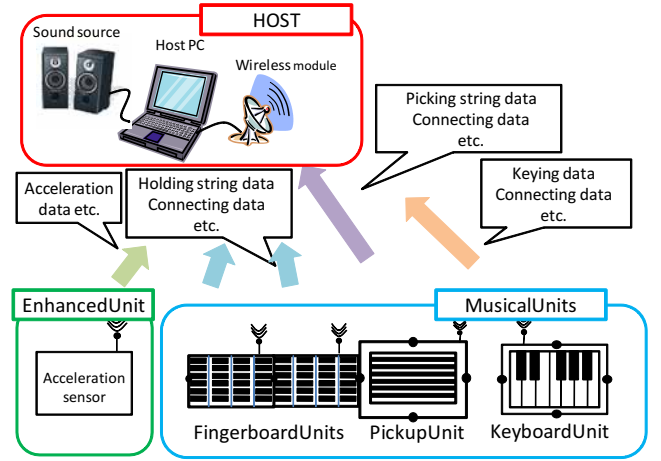 HOST
Sound source
Host PC
Wireless module
Picking string data
Connecting data
etc.
Acceleration
data etc.
Holding string data
Connecting data
etc.
Keying data
Connecting data
etc.
EnhancedUnit
MusicalUnits
Acceleration
sensor
FingerboardUnits
PickupUnit
KeyboardUnit